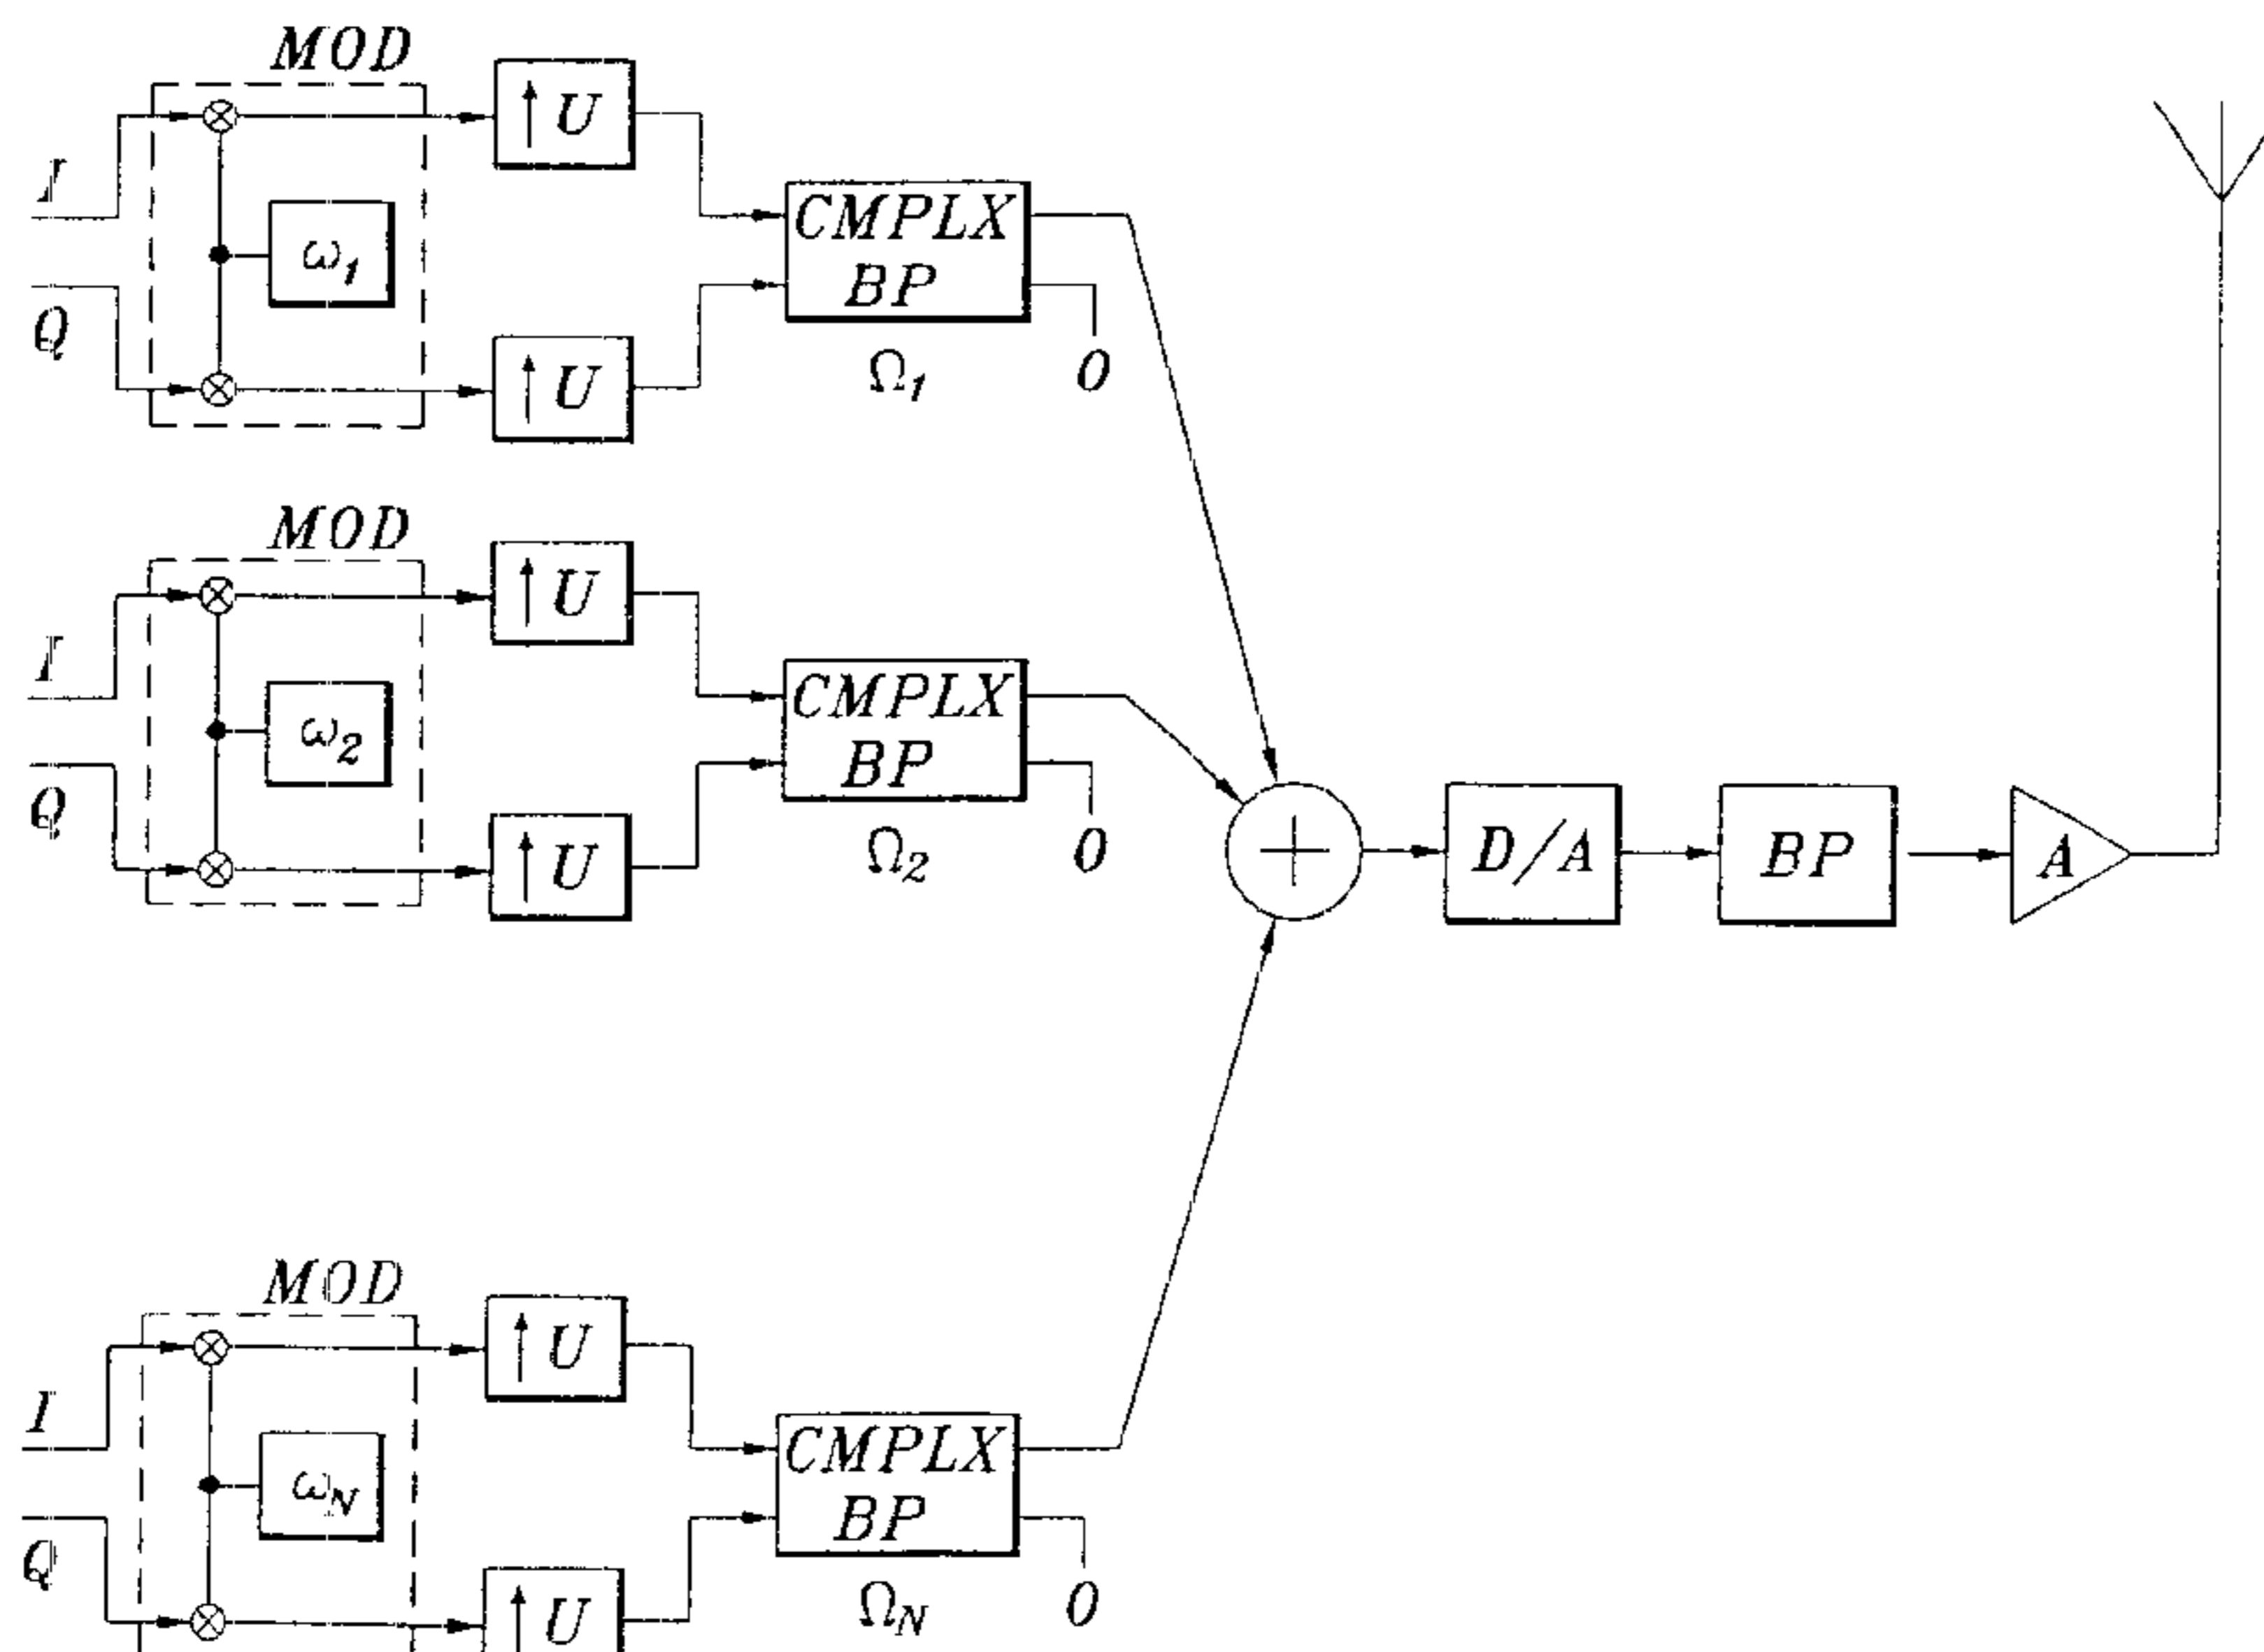 MOD
↑ U
I
CMPLX
BP
ω1
Q
Ω1
0
↑ U
MOD
↑ U
I
CMPLX
BP
ω2
Q
Ω2
0
↑ U
+
D/A
BP
A
MOD
↑ U
I
CMPLX
BP
ωN
Q
ΩN
0
↑ U